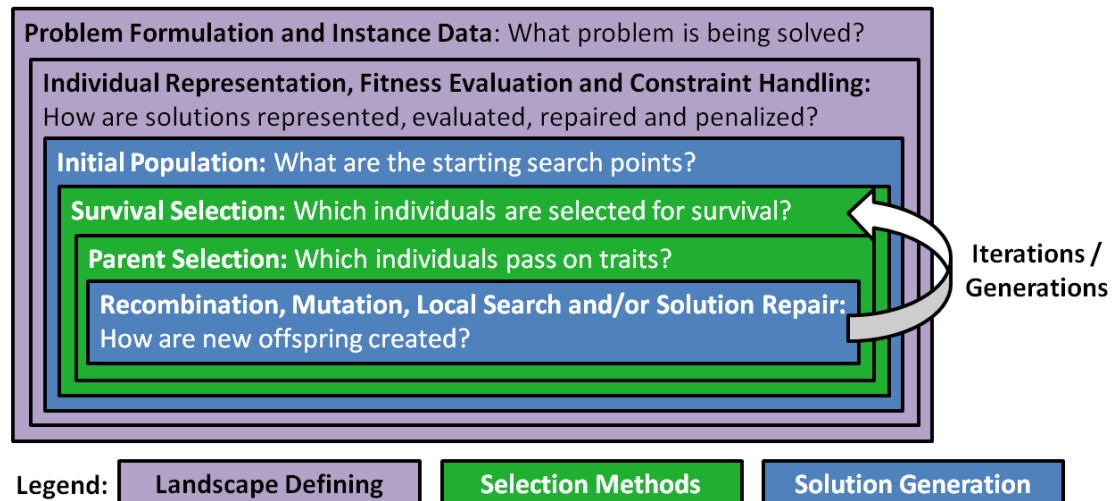 Problem Formulation and Instance Data: What problem is being solved?
Individual Representation, Fitness Evaluation and Constraint Handling:
How are solutions represented, evaluated, repaired and penalized?
Initial Population: What are the starting search points?
Survival Selection: Which individuals are selected for survival?
Parent Selection: Which individuals pass on traits?
Recombination, Mutation, Local Search and/or Solution Repair:
How are new offspring created?
Iterations /
Generations
Legend: Landscape Defining Selection Methods Solution Generation